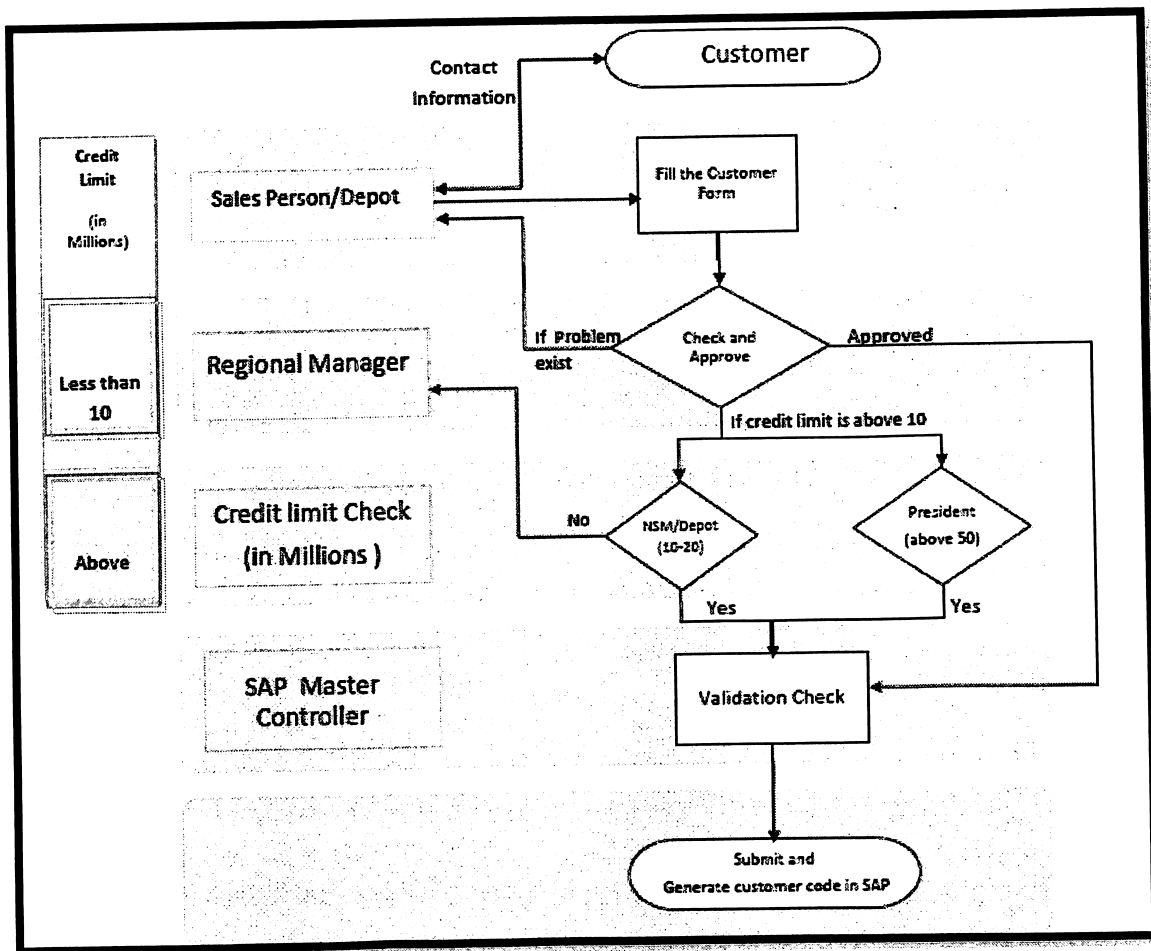 Customer
Contact
Information
Credit
Limit
(in
Millions)
Sales Person/Depot
Fill the Customer
Form
If Problem
exist
Check and
Approve
Approved
Regional Manager
Less than
10
If credit limit is above 10
Credit limit Check
(in Millions )
No
NSM/Depot
(10-20)
President
(above 50)
Above
Yes
Yes
SAP Master
Controller
Validation Check
Submit and
Generate customer code in SAP